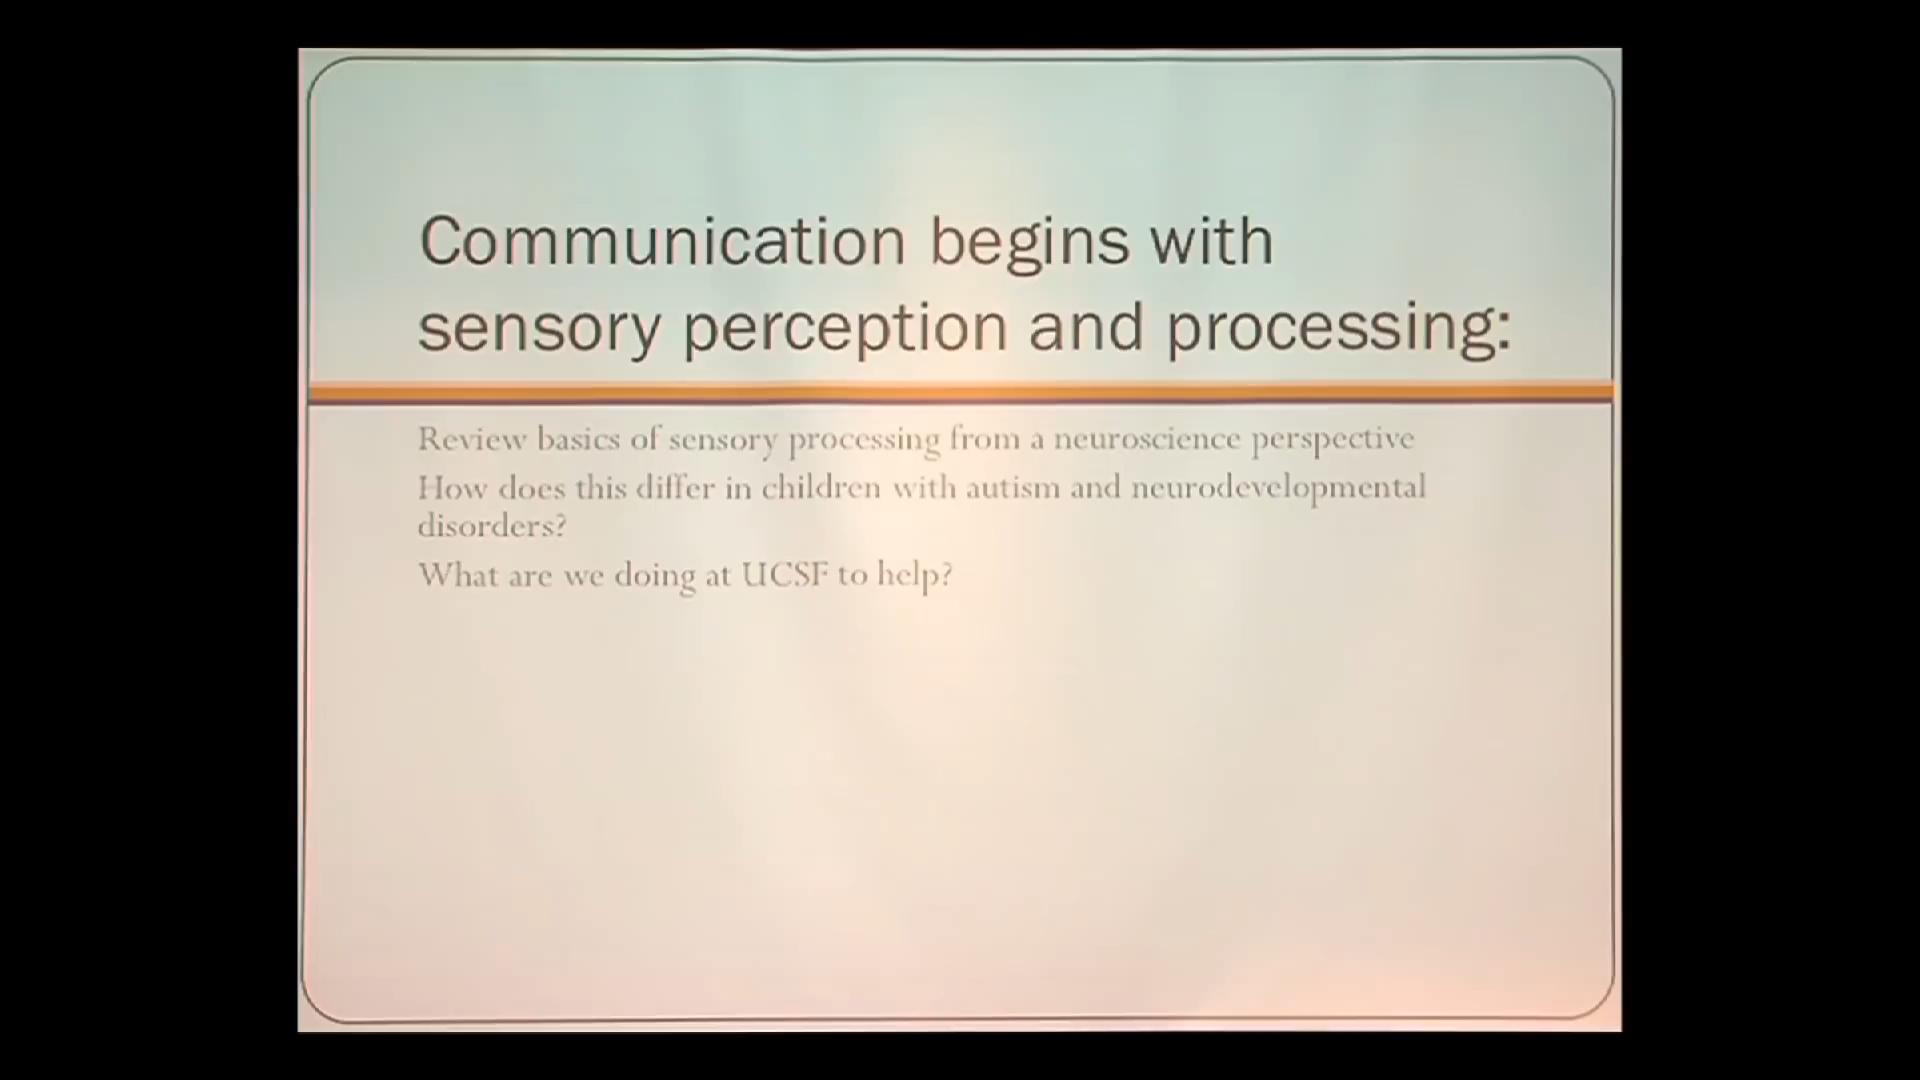 Communication begins with
sensory perception and processing:
Review basics of sensory processing from a neuroscience perspective
How does this differ in children with autism and neurodevelopmental
disorders?
What are we doing at UCSF to help?